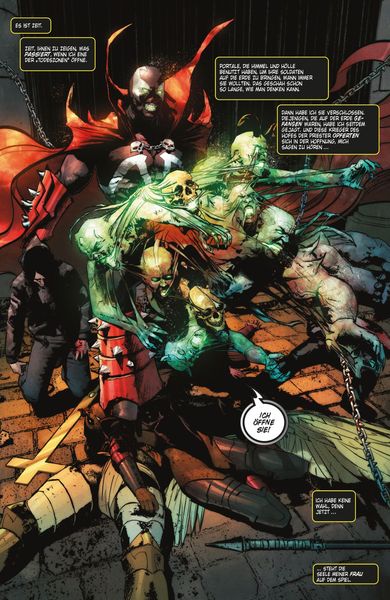 ES IST ZEIT.
ZEIT, IHNEN ZU ZEIGEN, WAS
PASSIERT, WENN ICH EINE
DER „TODESZONEN“ ÖFFNE.
PORTALE, DIE HIMMEL UND HÖLLE
BENUTZT HABEN, UM IHRE SOLDATEN
AUF DIE ERDE ZU BRINGEN, WANN IMMER
SIE WOLLTEN. DAS GESCHAH SCHON
SO LANGE, WIE MAN DENKEN KANN.
DANN HABE ICH SIE VERSCHLOSSEN.
DIEJENIGEN, DIE AUF DER ERDE GE-
FANGEN WAREN, HABE ICH SEITDEM
GEJAGT. UND DIESE KRIEGER DES
HOFES DER PRIESTER OPFERTEN
SICH IN DER HOFFNUNG, MICH
SAGEN ZU HÖREN ...
ICH
ÖFFNE
SIE!
ICH HABE KEINE
WAHL, DENN
JETZT ...
... STEHT DIE
SEELE MEINER FRAU
AUF DEM SPIEL.